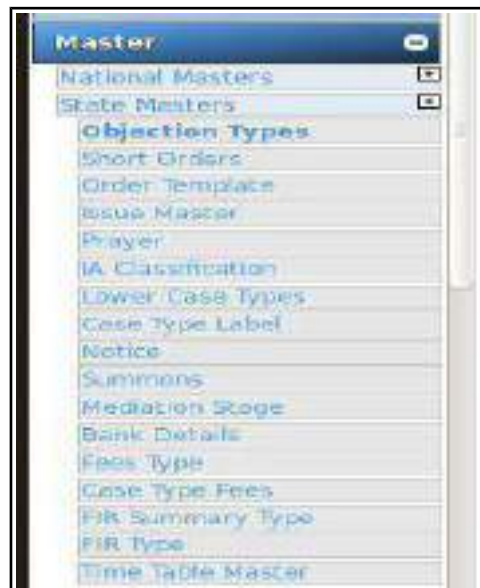 Master
National Masters
State Masters
Objection Types
Short Orders
Order Template
Issue Master
Prayer
IA Classification
Lower Case Types
Case Type Label
Notice
Summons
Mediation Stage
Bank Details
Fees Type
Case Type Fees
FIR Summary Type
FIR Type
Time Table Master